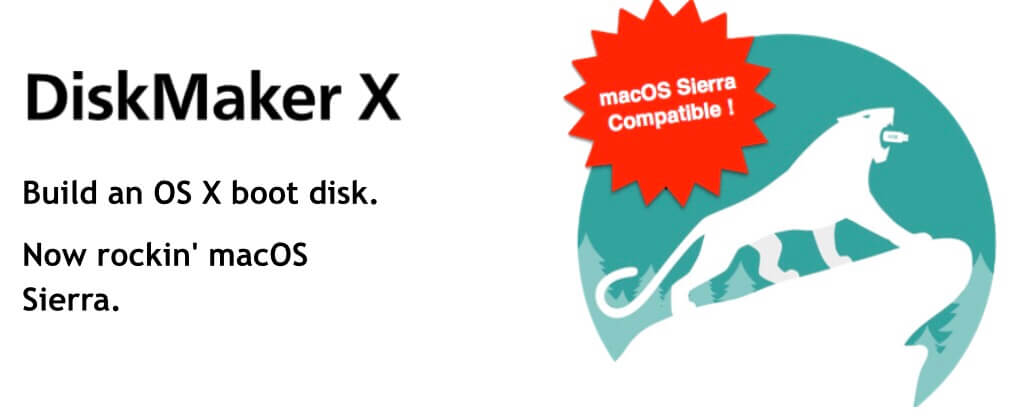 DiskMaker X
Build an OS X boot disk.
Now rockin' macOS
Sierra.
macOS Sierra
Compatible !